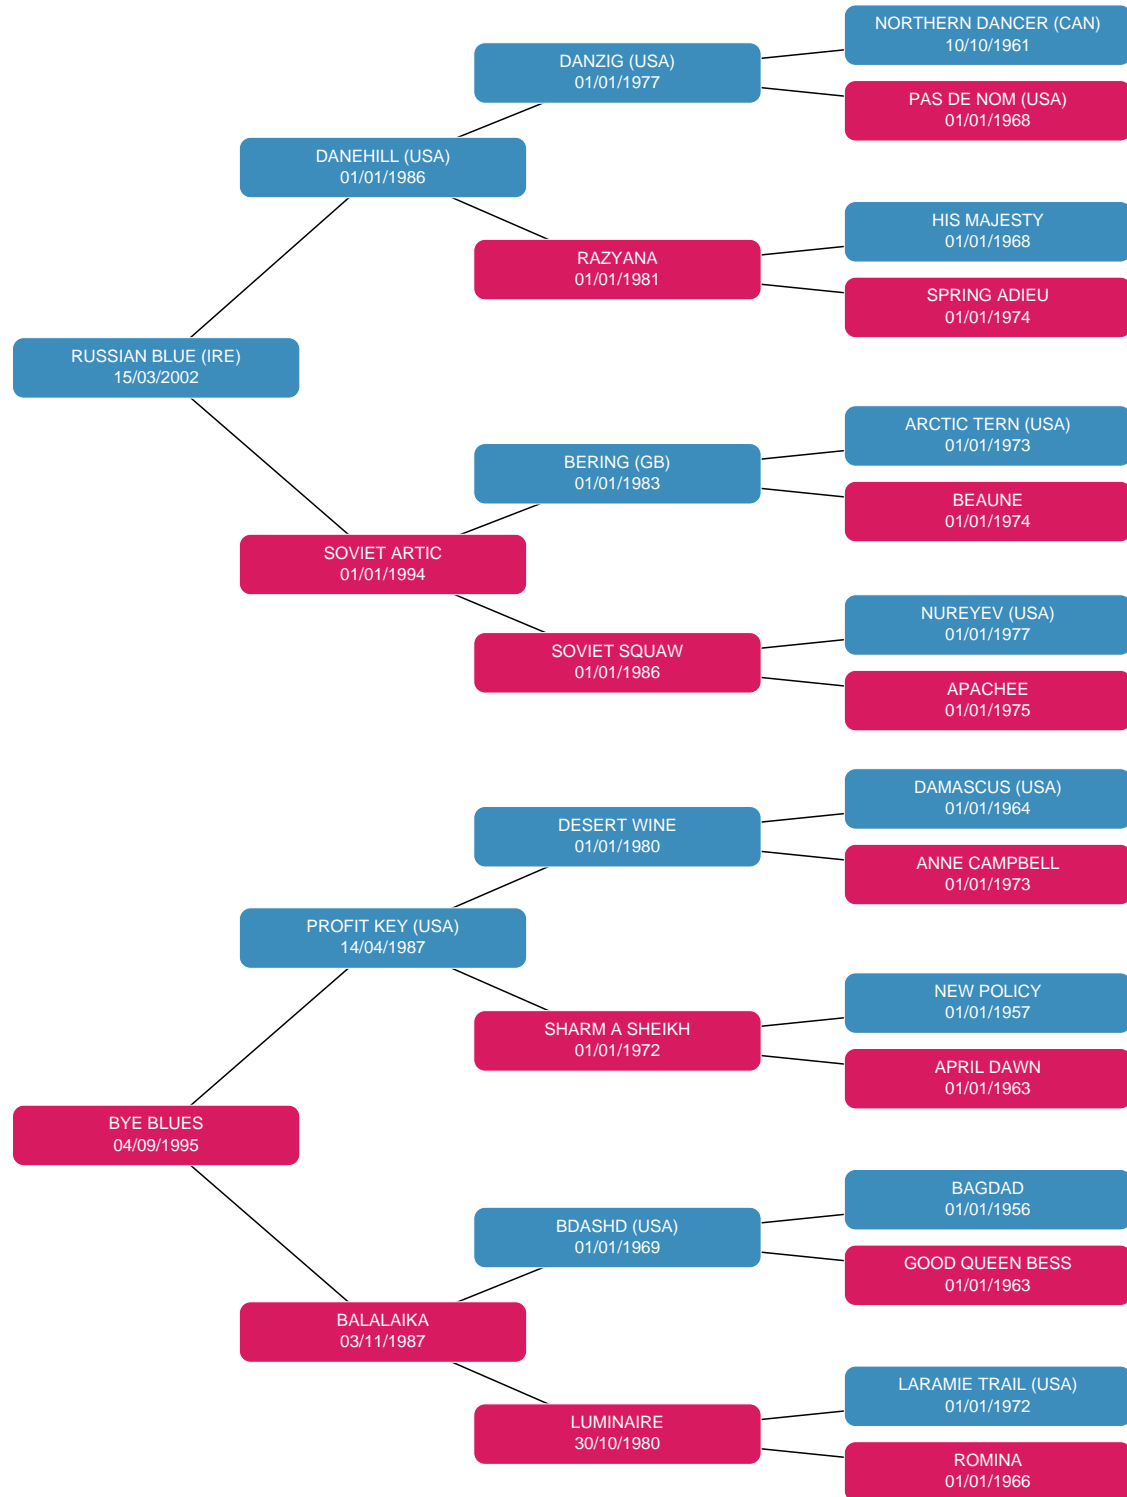 NORTHERN DANCER (CAN)
10/10/1961
DANZIG (USA)
01/01/1977
PAS DE NOM (USA)
01/01/1968
DANEHILL (USA)
01/01/1986
HIS MAJESTY
01/01/1968
RAZYANA
01/01/1981
SPRING ADIEU
01/01/1974
RUSSIAN BLUE (IRE)
15/03/2002
ARCTIC TERN (USA)
01/01/1973
BERING (GB)
01/01/1983
BEAUNE
01/01/1974
SOVIET ARTIC
01/01/1994
NUREYEV (USA)
01/01/1977
SOVIET SQUAW
01/01/1986
APACHEE
01/01/1975
DAMASCUS (USA)
01/01/1964
DESERT WINE
01/01/1980
ANNE CAMPBELL
01/01/1973
PROFIT KEY (USA)
14/04/1987
NEW POLICY
01/01/1957
SHARM A SHEIKH
01/01/1972
APRIL DAWN
01/01/1963
BYE BLUES
04/09/1995
BAGDAD
01/01/1956
BDASHD (USA)
01/01/1969
GOOD QUEEN BESS
01/01/1963
BALALAIKA
03/11/1987
LARAMIE TRAIL (USA)
01/01/1972
LUMINAIRE
30/10/1980
ROMINA
01/01/1966